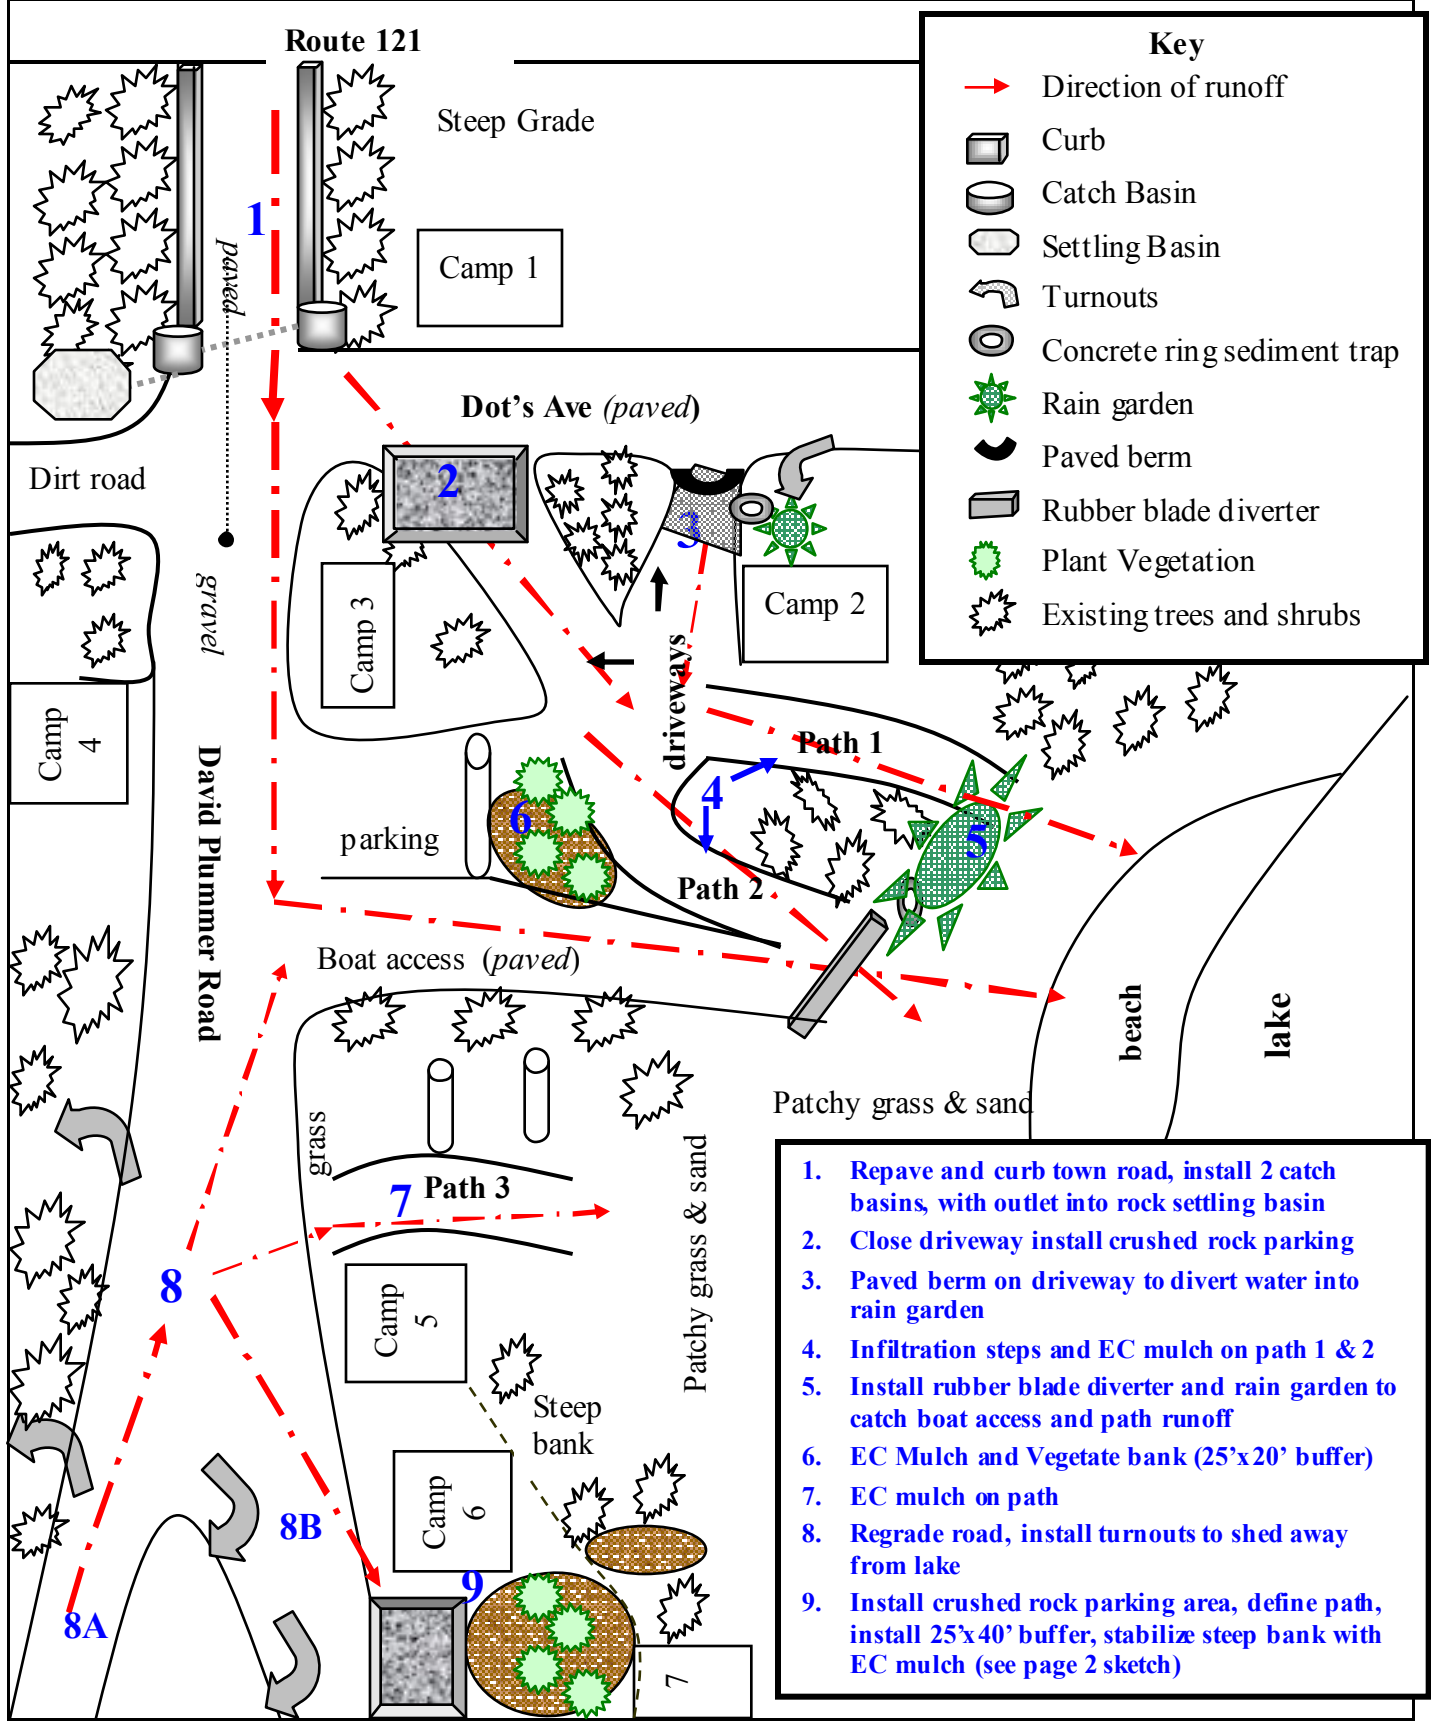 Route 121
Key
Direction of runoff
Curb
Catch Basin
Settling Basin
Turnouts
Concrete ring sediment trap
Rain garden
Paved berm
Rubber blade diverter
Plant Vegetation
Existing trees and shrubs
Steep Grade
1
paved
Camp 1
Dot's Ave (paved)
Dirt road
2
3
gravel
Camp 3
Camp 2
driveways
Camp
4
David Plummer Road
Path 1
4
6
5
parking
Path 2
Boat access (paved)
beach
lake
Patchy grass & sand
grass
Path 3
7
Patchy grass & sand
8
Camp
5
Steep
bank
Camp
6
8B
9
8A
7
1. Repave and curb town road, install 2 catch
basins, with outlet into rock settling basin
2. Close driveway install crushed rock parking
3. Paved berm on driveway to divert water into
rain garden
4. Infiltration steps and EC mulch on path 1 & 2
5. Install rubber blade diverter and rain garden to
catch boat access and path runoff
6. EC Mulch and Vegetate bank (25'x20' buffer)
7. EC mulch on path
8. Regrade road, install turnouts to shed away
from lake
9. Install crushed rock parking area, define path,
install 25'x40' buffer, stabilize steep bank with
EC mulch (see page 2 sketch)